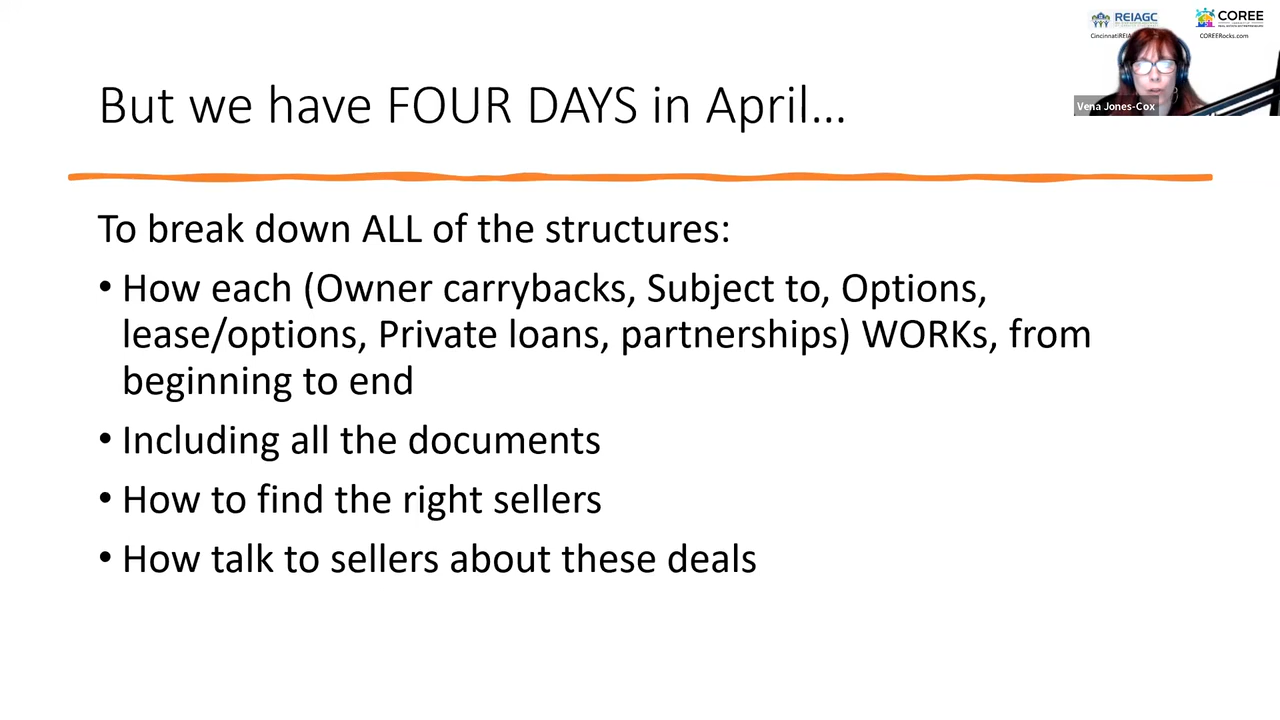 REIAGC
COREE
COREERocks.com
Vena Jones-Cox
But we have FOUR DAYS in April...
To break down ALL of the structures:
• How each (Owner carrybacks, Subject to, Options,
lease/options, Private loans, partnerships) WORKs, from
beginning to end
• Including all the documents
• How to find the right sellers
• How talk to sellers about these deals